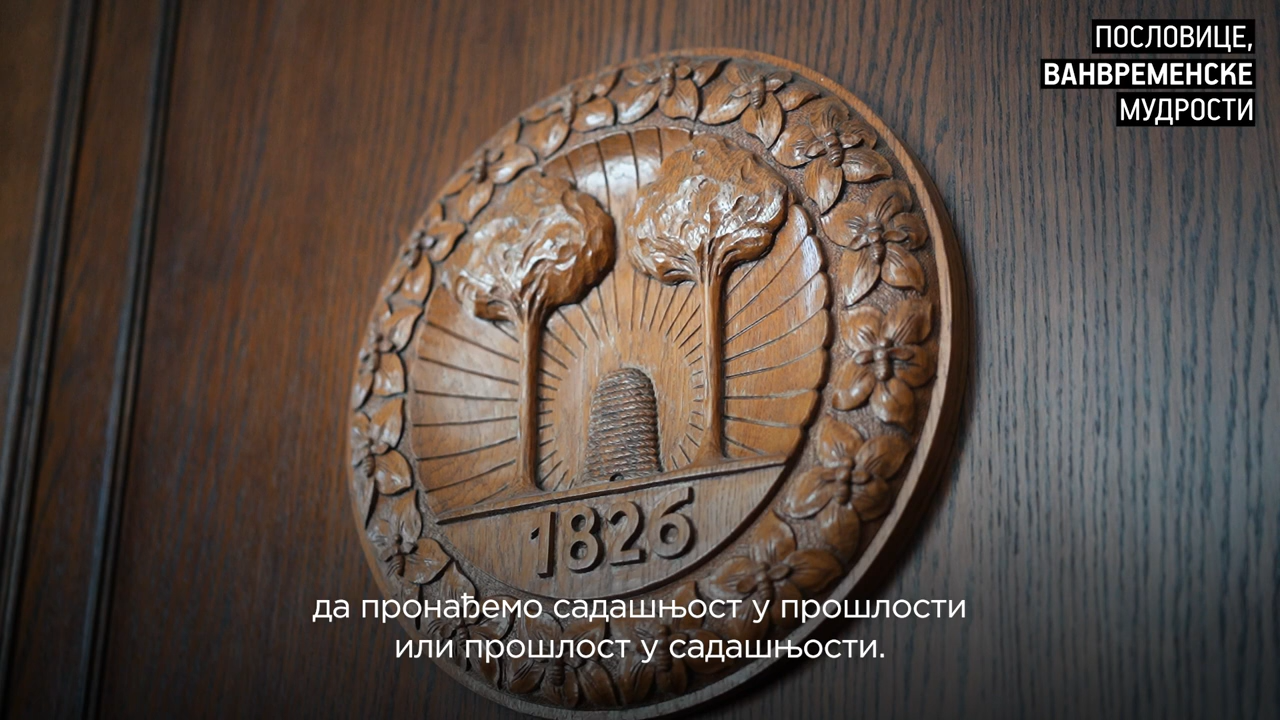 ПОСЛОВИЦЕ,
ВАНВРЕМЕНСКЕ
МУДРОСТИ
1826
да пронађемо садашњост у прошлости
или прошлост у садашњости.